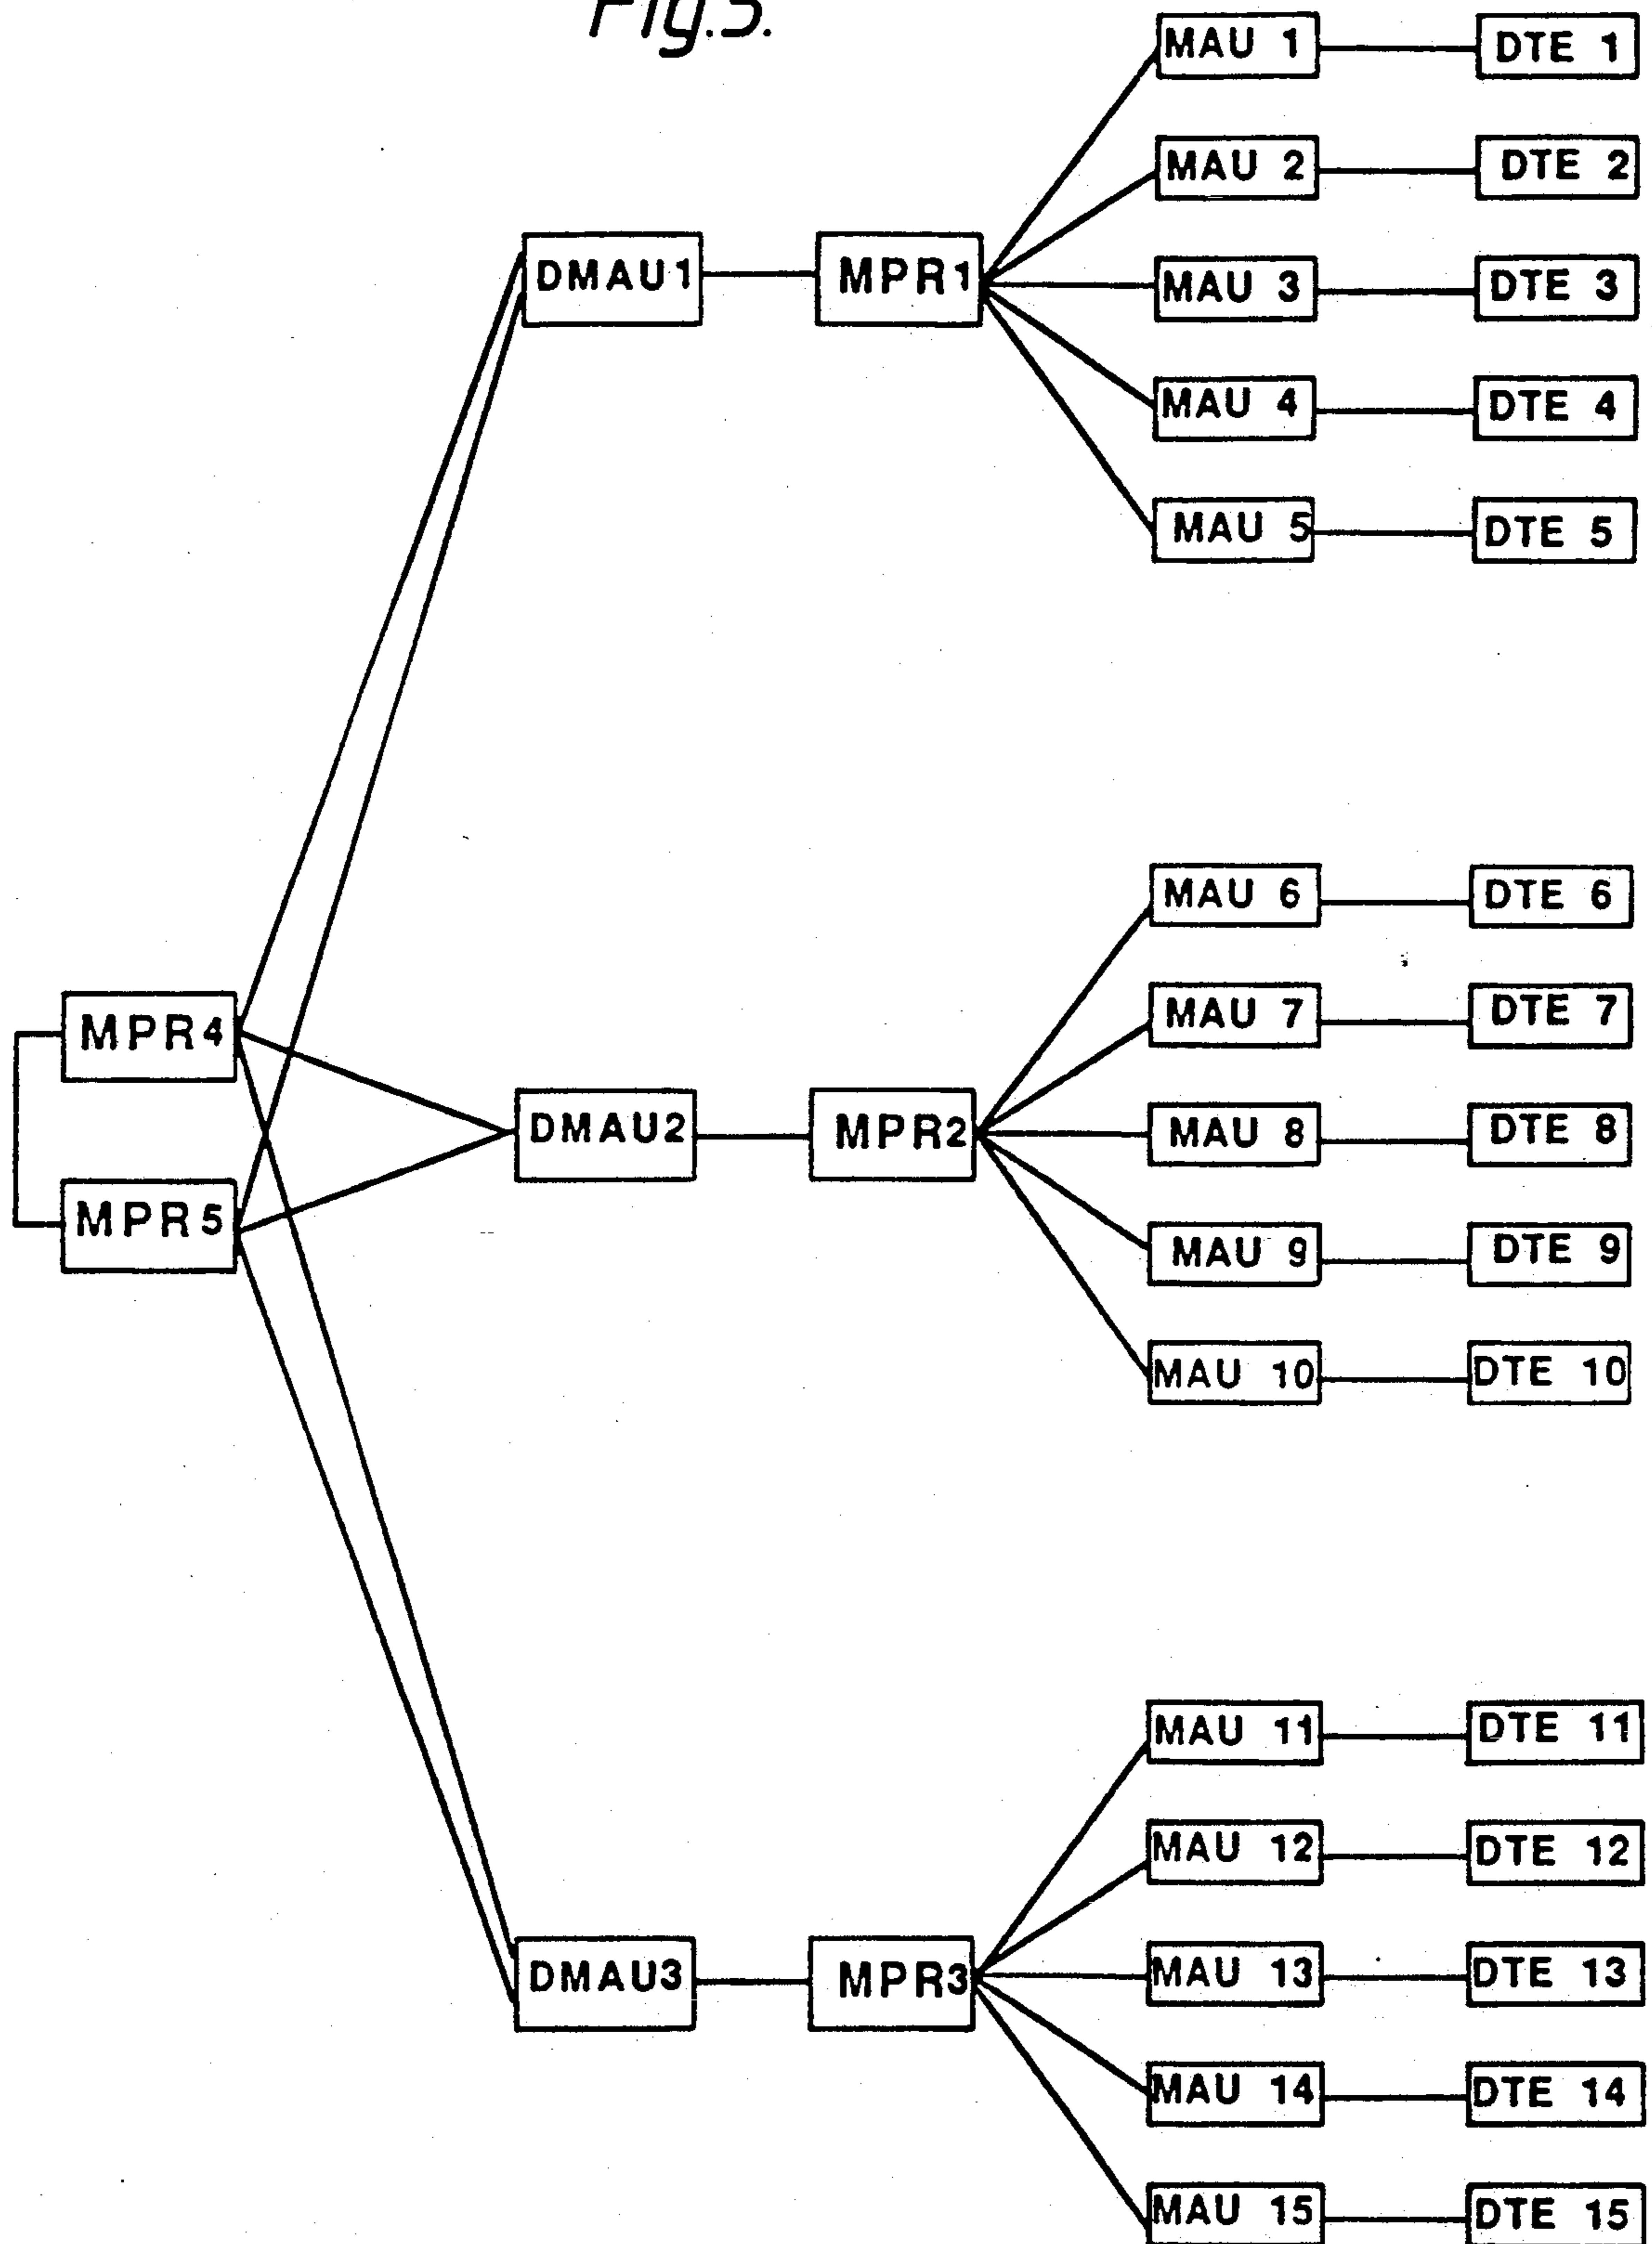 Fig.3.
MAU 1 DTE 1
MAU 2 DTE 2
DMAU1 MPR1 MAU 3 DTE 3
MAU 4 DTE 4
MAU 5 DTE 5
MAU 6 DTE 6
MPR4 MAU 7 DTE 7
DMAU2 MPR2 MAU 8 DTE 8
MPR5 MAU 9 DTE 9
MAU 10 DTE 10
MAU 11 DTE 11
MAU 12 DTE 12
DMAU3 MPR3 MAU 13 DTE 13
MAU 14 DTE 14
MAU 15 DTE 15